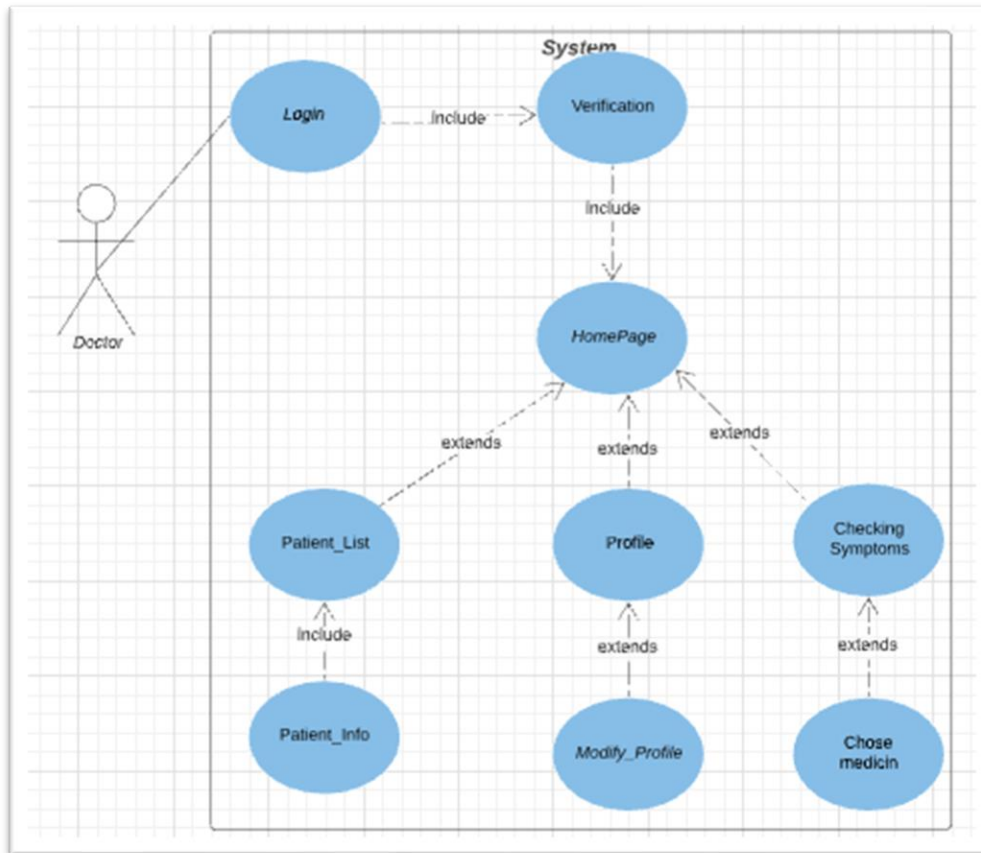 System
Login
include
Verification
include
Doctor
HomePage
extends
extends
extends
Patient_List
Profile
Checking
Symptoms
include
extends
extends
Patient_Info
Modify_Profile
Chose
medicin